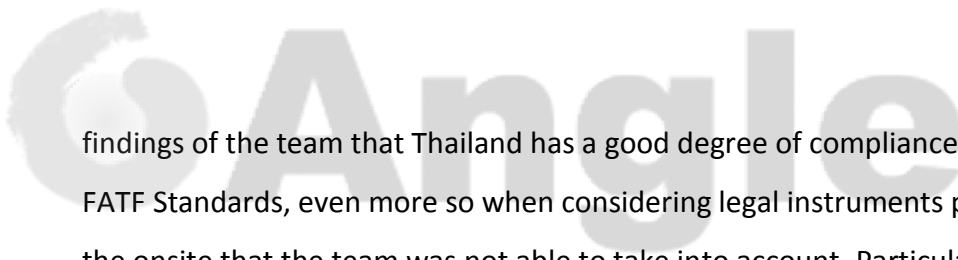 Angle
findings of the team that Thailand has a good degree of compliance
FATF Standards, even more so when considering legal instruments p
the onsite that the team was not able to take into account. Particula